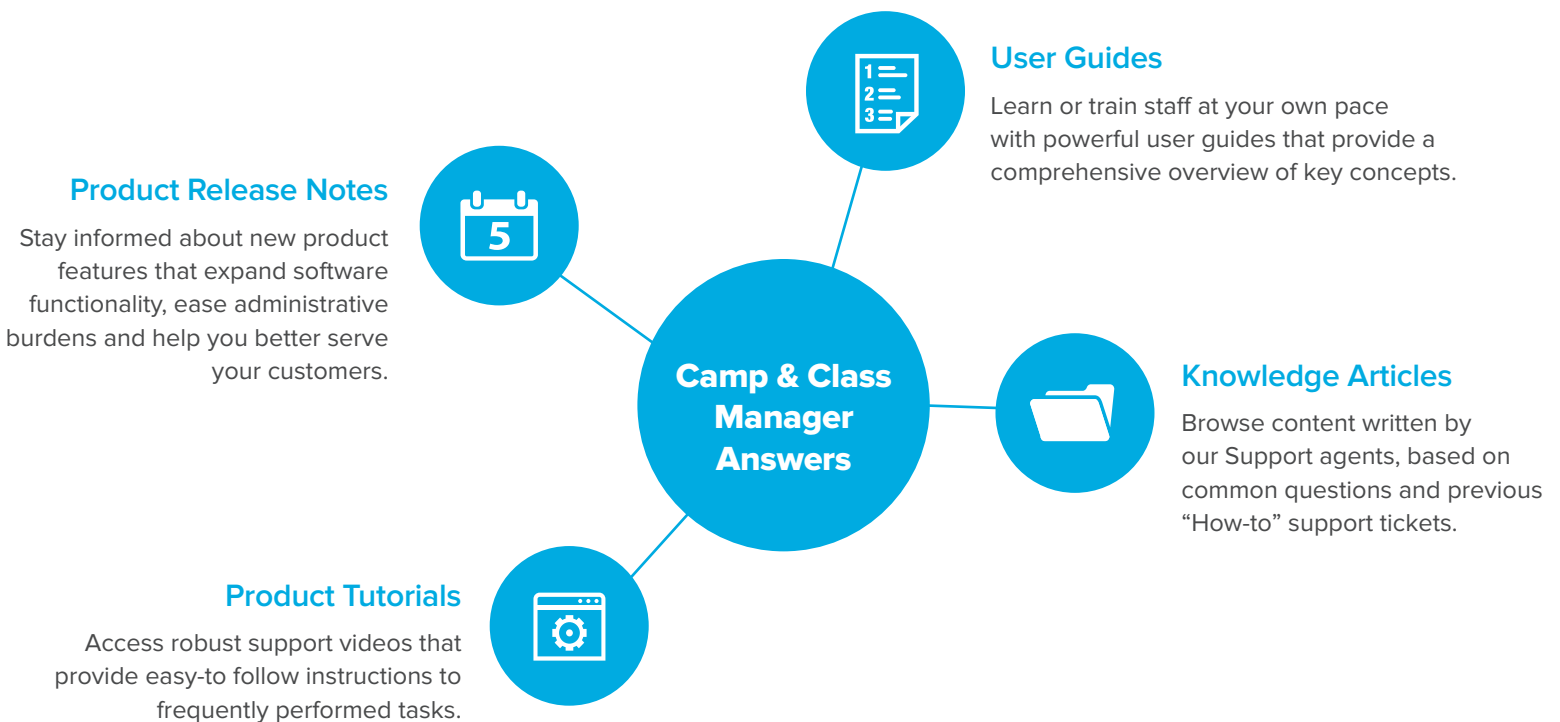 User Guides
Learn or train staff at your own pace
with powerful user guides that provide a
comprehensive overview of key concepts.
1
2
3
Product Release Notes
Stay informed about new product
features that expand software
functionality, ease administrative
burdens and help you better serve
your customers.
5
Camp & Class
Manager
Answers
Knowledge Articles
Browse content written by
our Support agents, based on
common questions and previous
“How-to” support tickets.
Product Tutorials
Access robust support videos that
provide easy-to follow instructions to
frequently performed tasks.